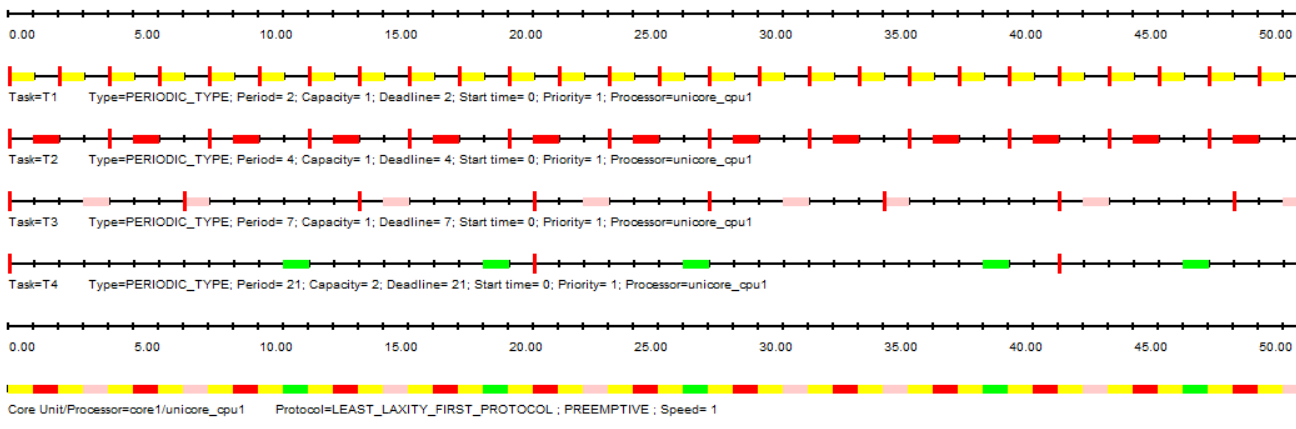 0.00 5.00 10.00 15.00 20.00 25.00 30.00 35.00 40.00 45.00 50.00
Task=T1 Type=PERIODIC_TYPE; Period= 2; Capacity= 1; Deadline= 2; Start time= 0; Priority= 1; Processor=unicore_cpu1
Task=T2 Type=PERIODIC_TYPE; Period= 4; Capacity= 1; Deadline= 4; Start time= 0; Priority= 1; Processor=unicore_cpu1
Task=T3 Type=PERIODIC_TYPE; Period= 7; Capacity= 1; Deadline= 7; Start time= 0; Priority= 1; Processor=unicore_cpu1
Task=T4 Type=PERIODIC_TYPE; Period= 21; Capacity= 2; Deadline= 21; Start time= 0; Priority= 1; Processor=unicore_cpu1
0.00 5.00 10.00 15.00 20.00 25.00 30.00 35.00 40.00 45.00 50.00
Core Unit/Processor=core1/unicore_cpu1 Protocol=LEAST_LAXITY_FIRST_PROTOCOL ; PREEMPTIVE ; Speed= 1